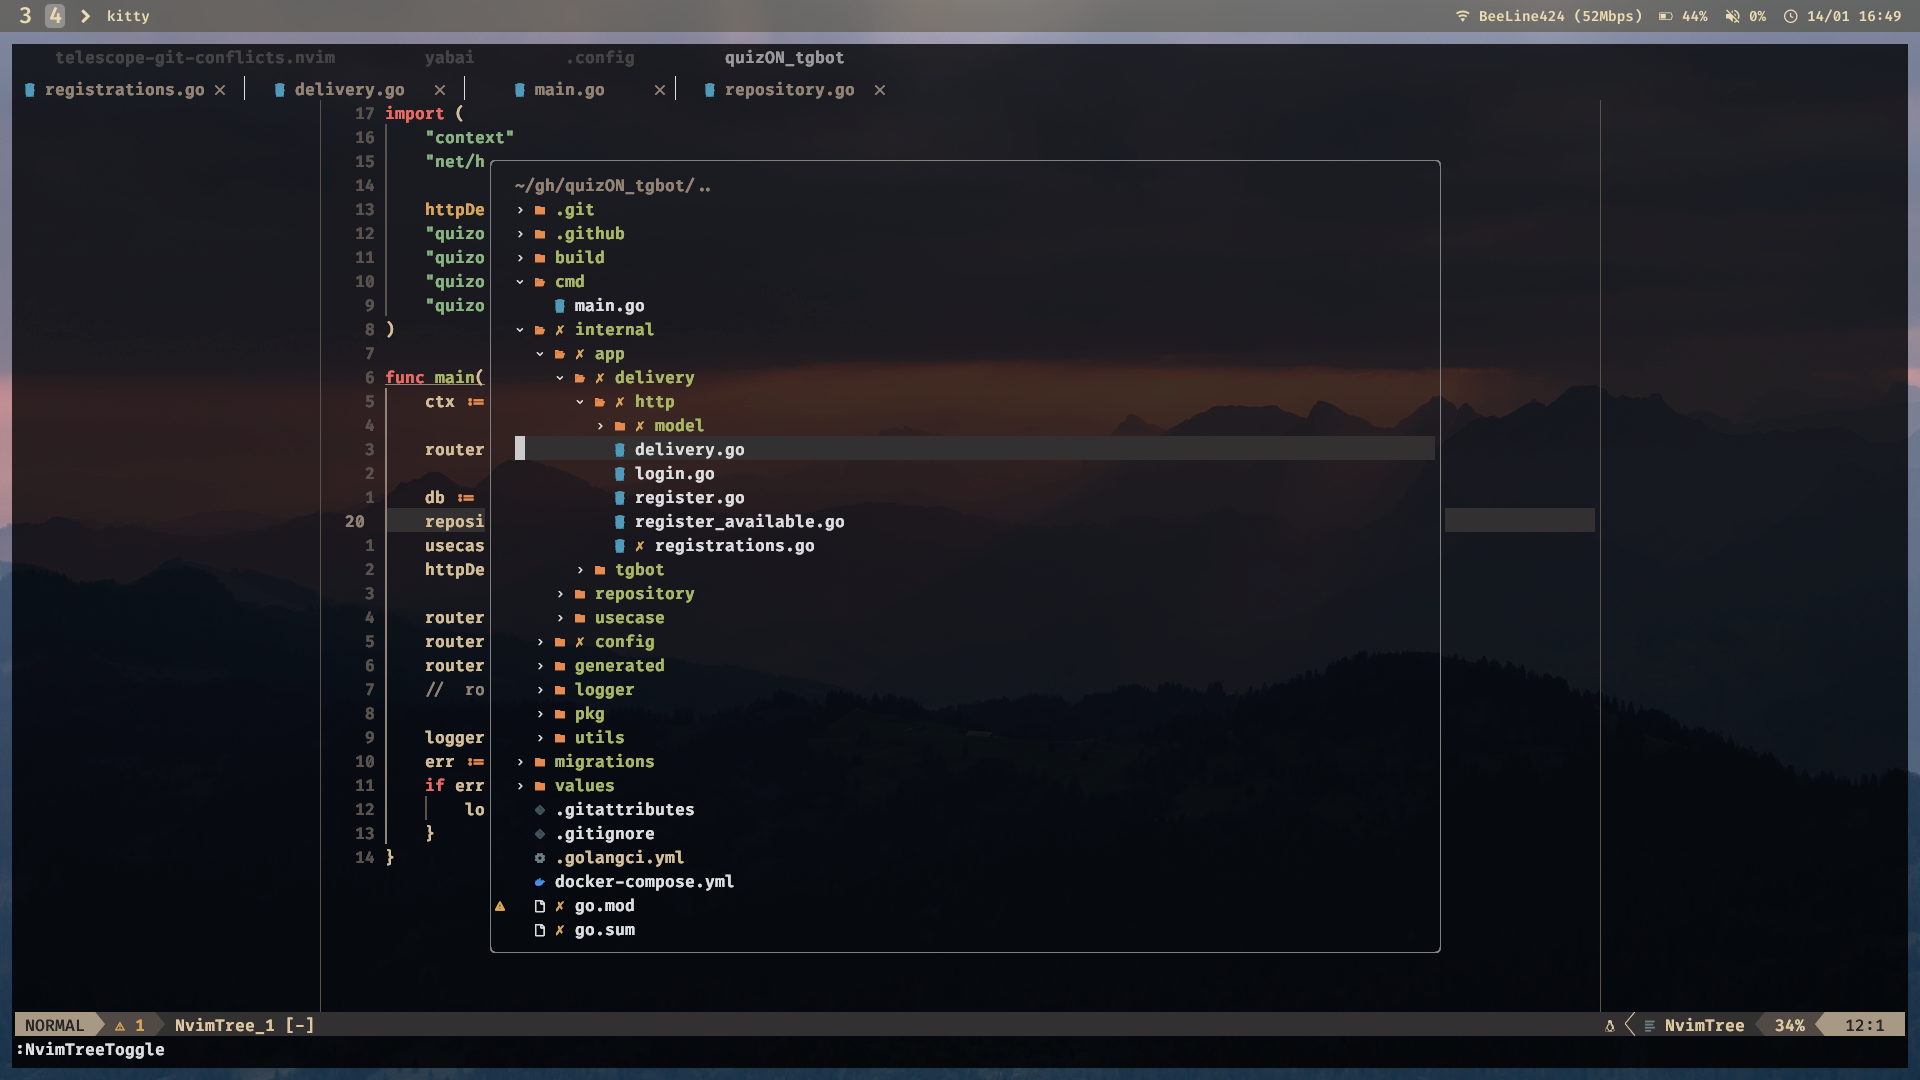 3 4 kitty BeeLine424 (52Mbps) 44% 0% 14/01 16:49
telescope-git-conflicts.nvim yabai .config quizON_tgbot
registrations.go × delivery.go × main.go × repository.go ×
17 import (
16 "context"
15 "net/h
~/gh/quizON_tgbot/..
14
13 httpDe
12 "quizo
11 "quizo
10 "quizo
9 "quizo
8 )
7
6 func main(
5 ctx :=
4
3 router
2
1 db :=
20 reposi
1 usecas
2 httpDe
3
4 router
5 router
6 router
7 // ro
8
9 logger
10 err :=
11 if err
12 lo
13 }
14 }
.git
.github
build
cmd
main.go
✗ internal
✗ app
✗ delivery
✗ http
✗ model
delivery.go
login.go
register.go
register_available.go
✗ registrations.go
tgbot
repository
usecase
✗ config
generated
logger
pkg
utils
migrations
values
.gitattributes
.gitignore
.golangci.yml
docker-compose.yml
✗ go.mod
✗ go.sum
NORMAL 1 NvimTree_1 [-] NvimTree 34% 12:1
:NvimTreeToggle